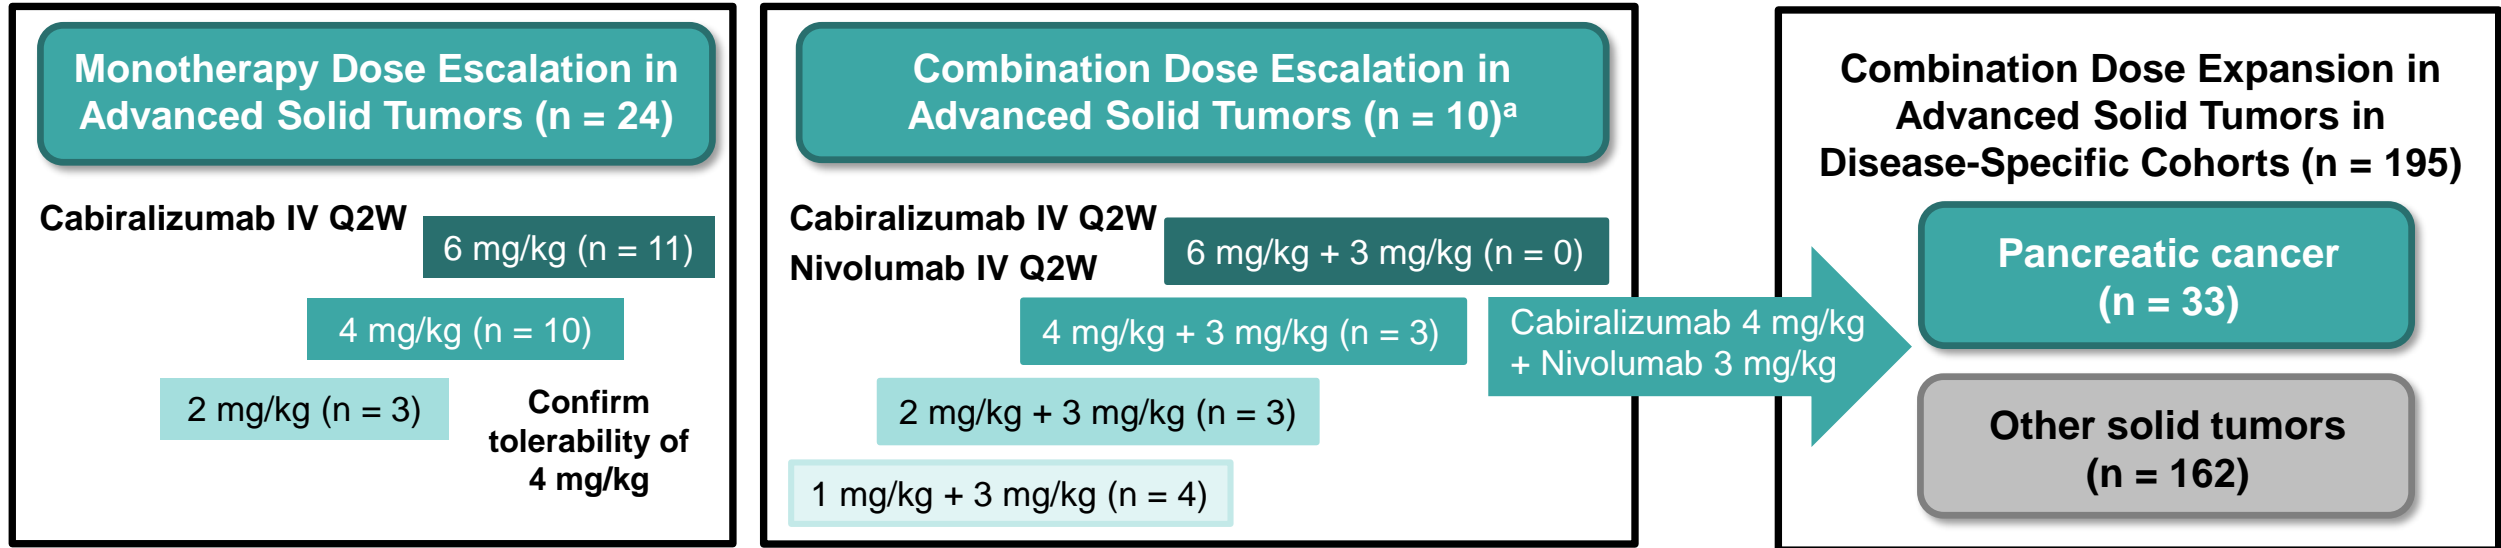 Monotherapy Dose Escalation in
Advanced Solid Tumors (n = 24)
Cabiralizumab IV Q2W
6 mg/kg (n = 11)
4 mg/kg (n = 10)
2 mg/kg (n = 3)
Confirm
tolerability of
4 mg/kg
Combination Dose Escalation in
Advanced Solid Tumors (n = 10)ᵃ
Cabiralizumab IV Q2W
Nivolumab IV Q2W
6 mg/kg + 3 mg/kg (n = 0)
4 mg/kg + 3 mg/kg (n = 3)
2 mg/kg + 3 mg/kg (n = 3)
1 mg/kg + 3 mg/kg (n = 4)
Cabiralizumab 4 mg/kg
+ Nivolumab 3 mg/kg
Combination Dose Expansion in
Advanced Solid Tumors in
Disease-Specific Cohorts (n = 195)
Pancreatic cancer
(n = 33)
Other solid tumors
(n = 162)